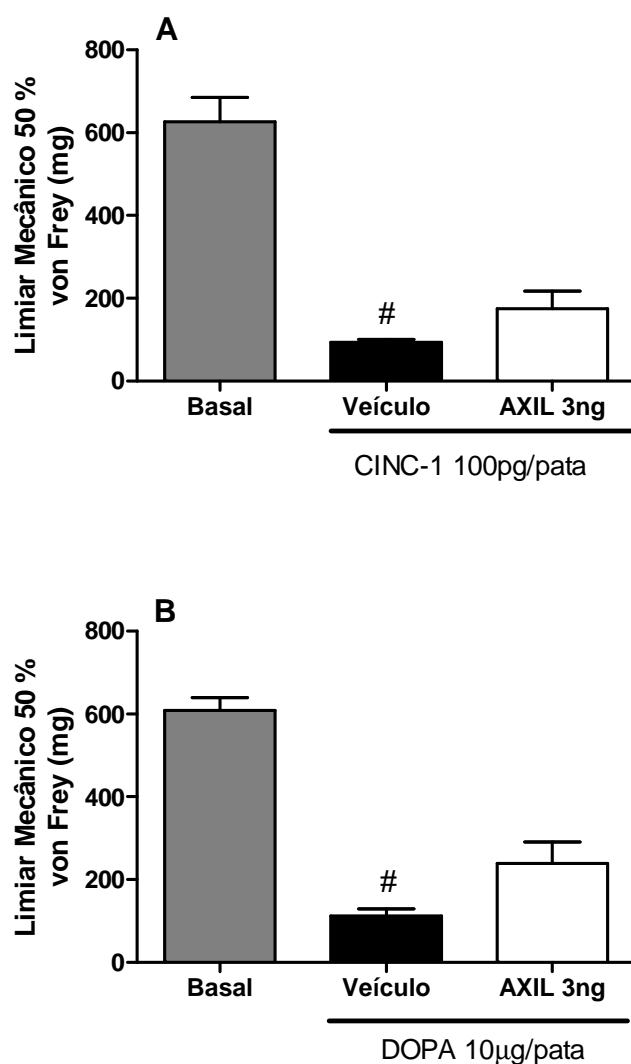 A
Limiar Mecânico 50 %
von Frey (mg)
800
600
400
200
0
#
Basal Veículo AXIL 3ng
CINC-1 100pg/pata
B
Limiar Mecânico 50 %
von Frey (mg)
800
600
400
200
0
#
Basal Veículo AXIL 3ng
DOPA 10µg/pata